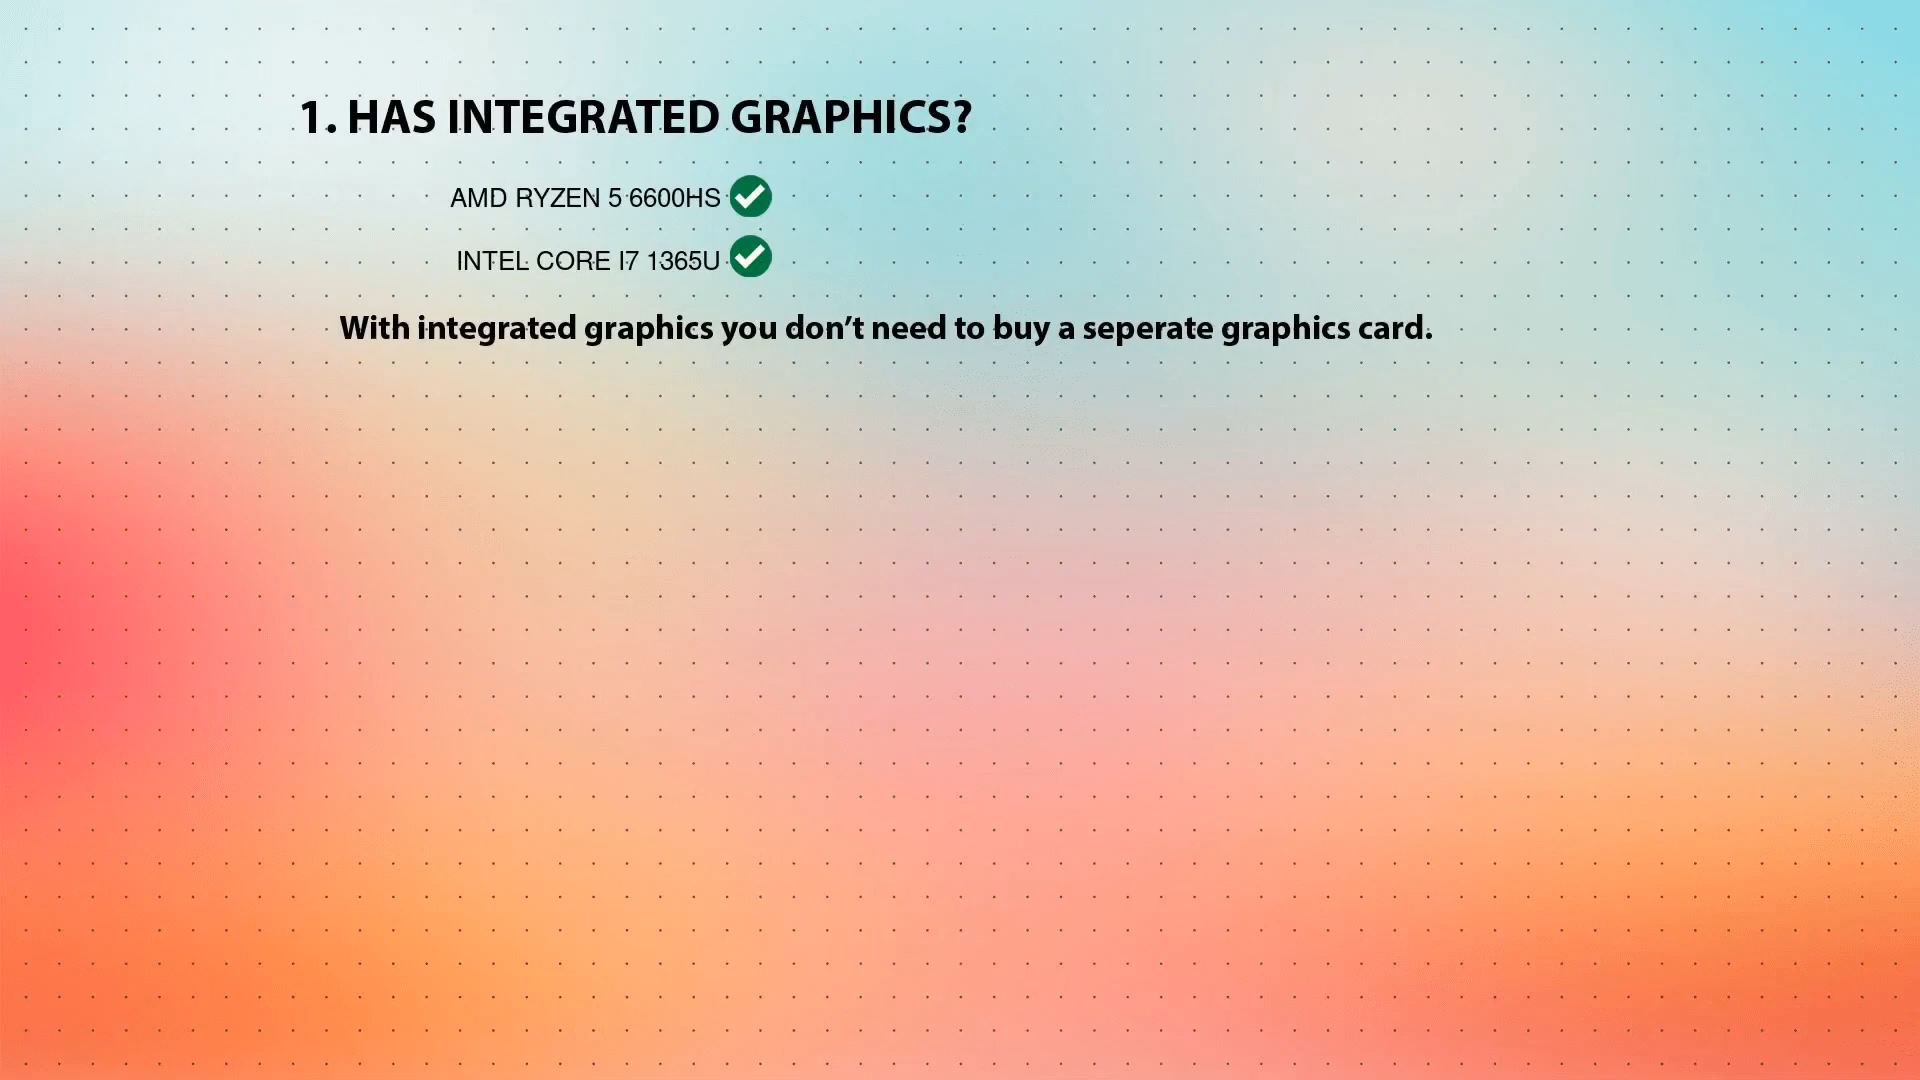 1. HAS INTEGRATED GRAPHICS?
AMD RYZEN 5 6600HS
INTEL CORE I7 1365U
With integrated graphics you don’t need to buy a seperate graphics card.